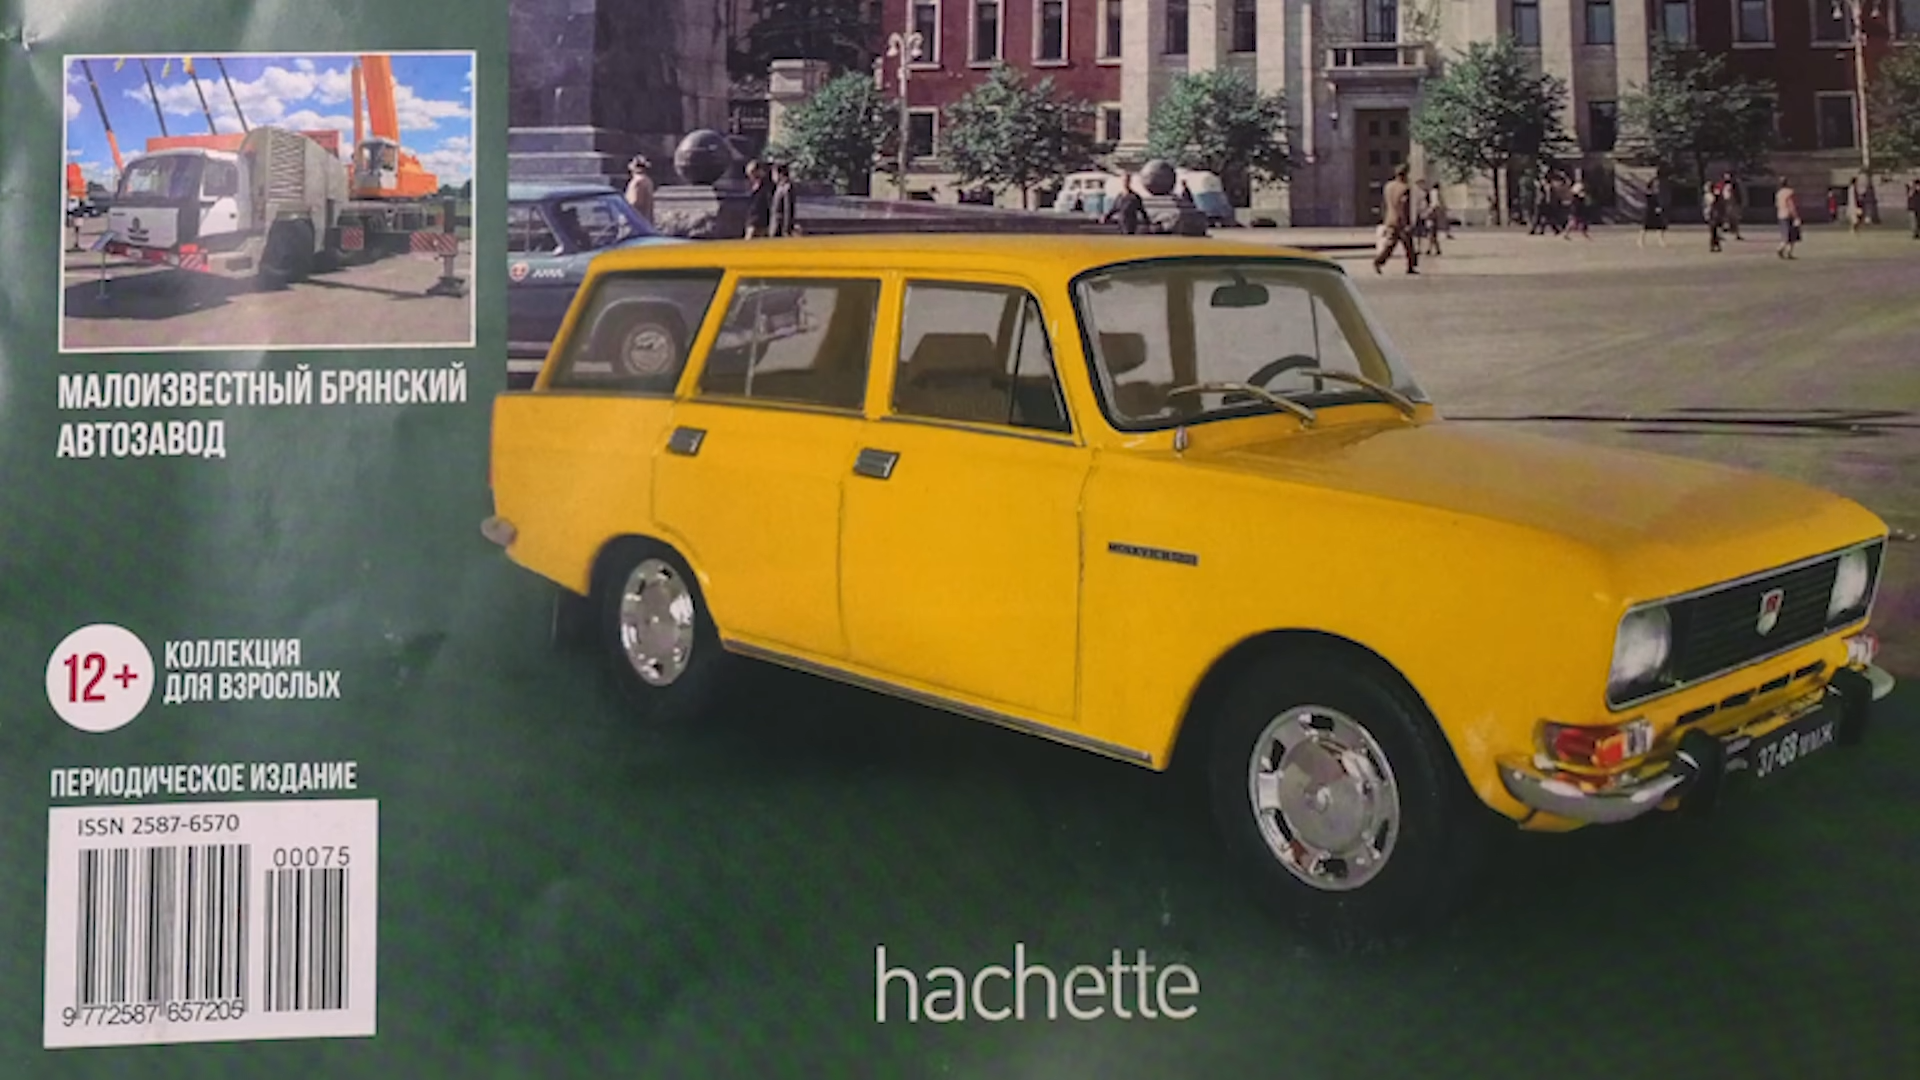 МАЛОИЗВЕСТНЫЙ БРЯНСКИЙ
АВТОЗАВОД
12+
КОЛЛЕКЦИЯ
ДЛЯ ВЗРОСЛЫХ
ПЕРИОДИЧЕСКОЕ ИЗДАНИЕ
ISSN 2587-6570
00075
9 772587 657205
hachette